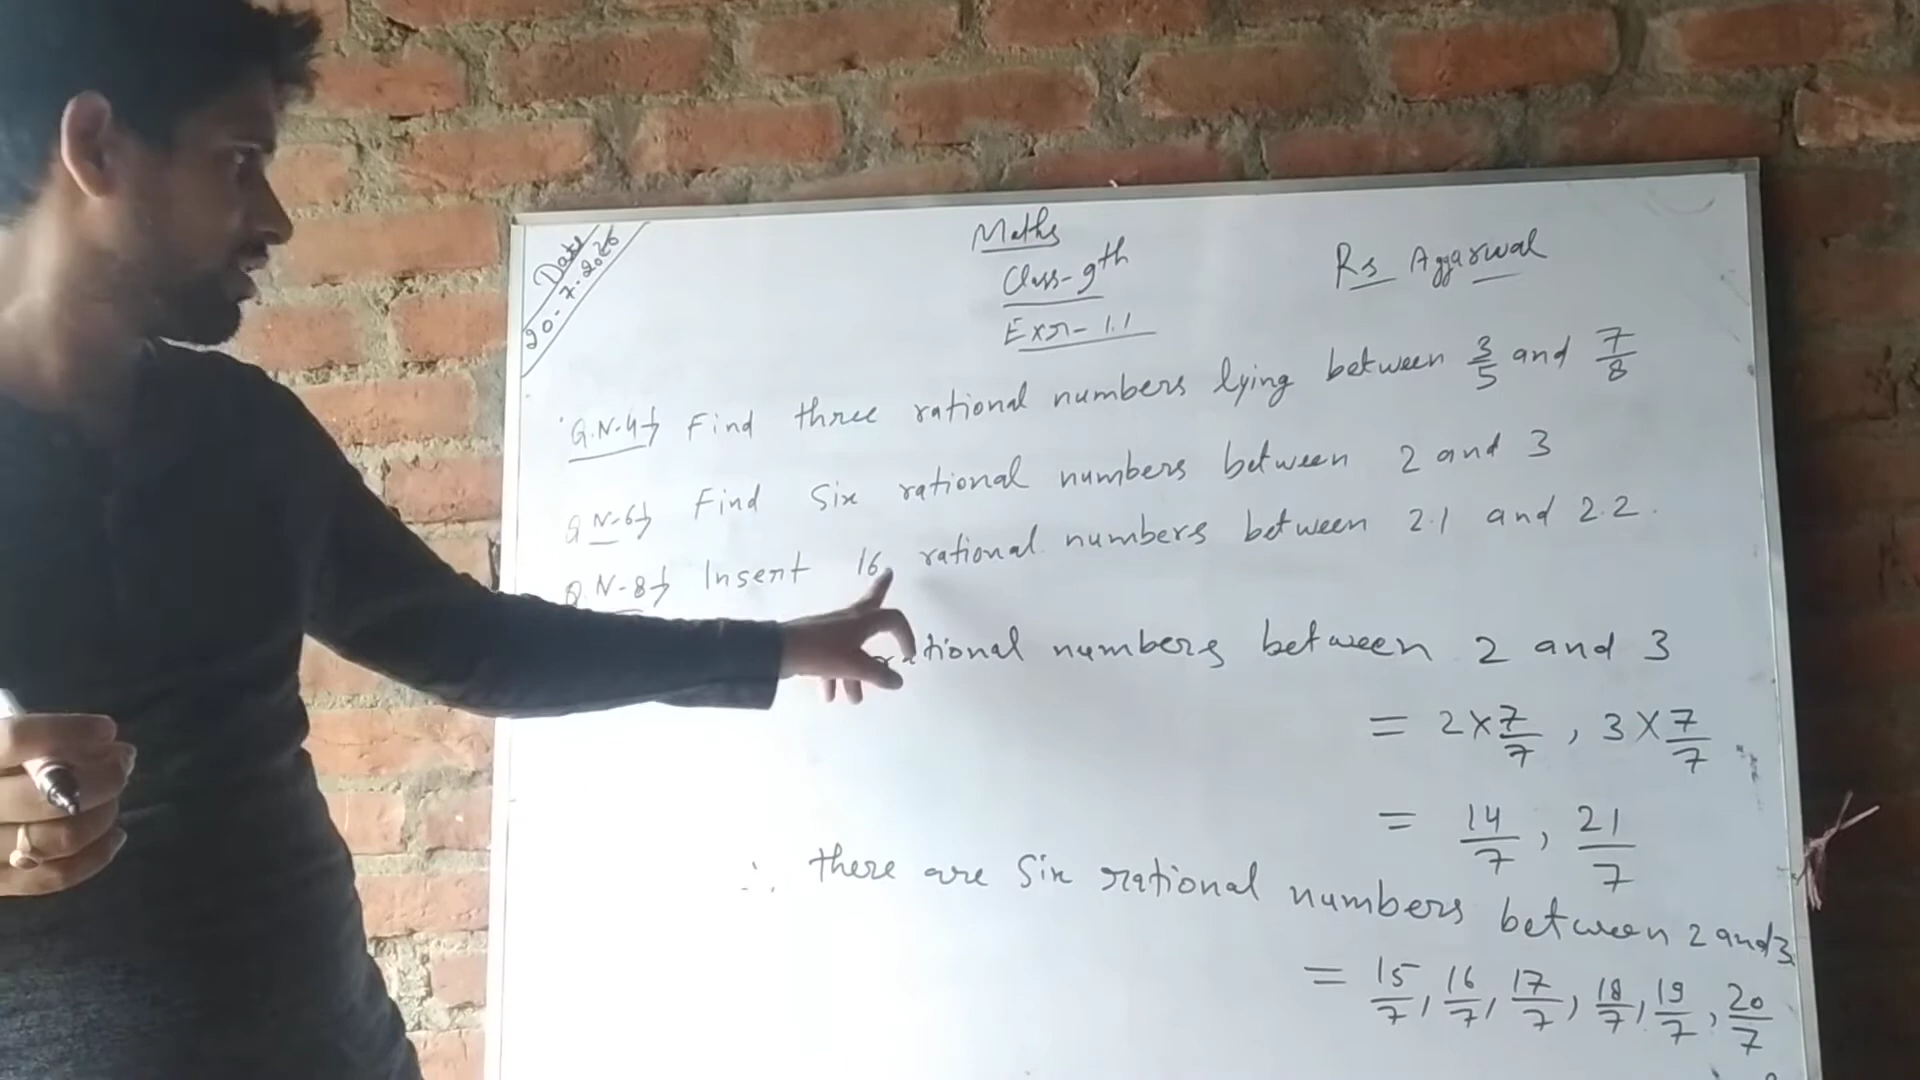 Date
20-7-2020
Maths
Class-9th
Exr-1.1
Rs Aggarwal
Q.N-4→ Find three rational numbers lying between 3/5 and 7/8
Q N-6→ Find Six rational numbers between 2 and 3
Q.N-8→ Insert 16 rational numbers between 2.1 and 2.2.
rational numbers between 2 and 3
= 2×7/7, 3×7/7
= 14/7, 21/7
∴ there are Six rational numbers between 2 and 3
= 15/7, 16/7, 17/7, 18/7, 19/7, 20/7